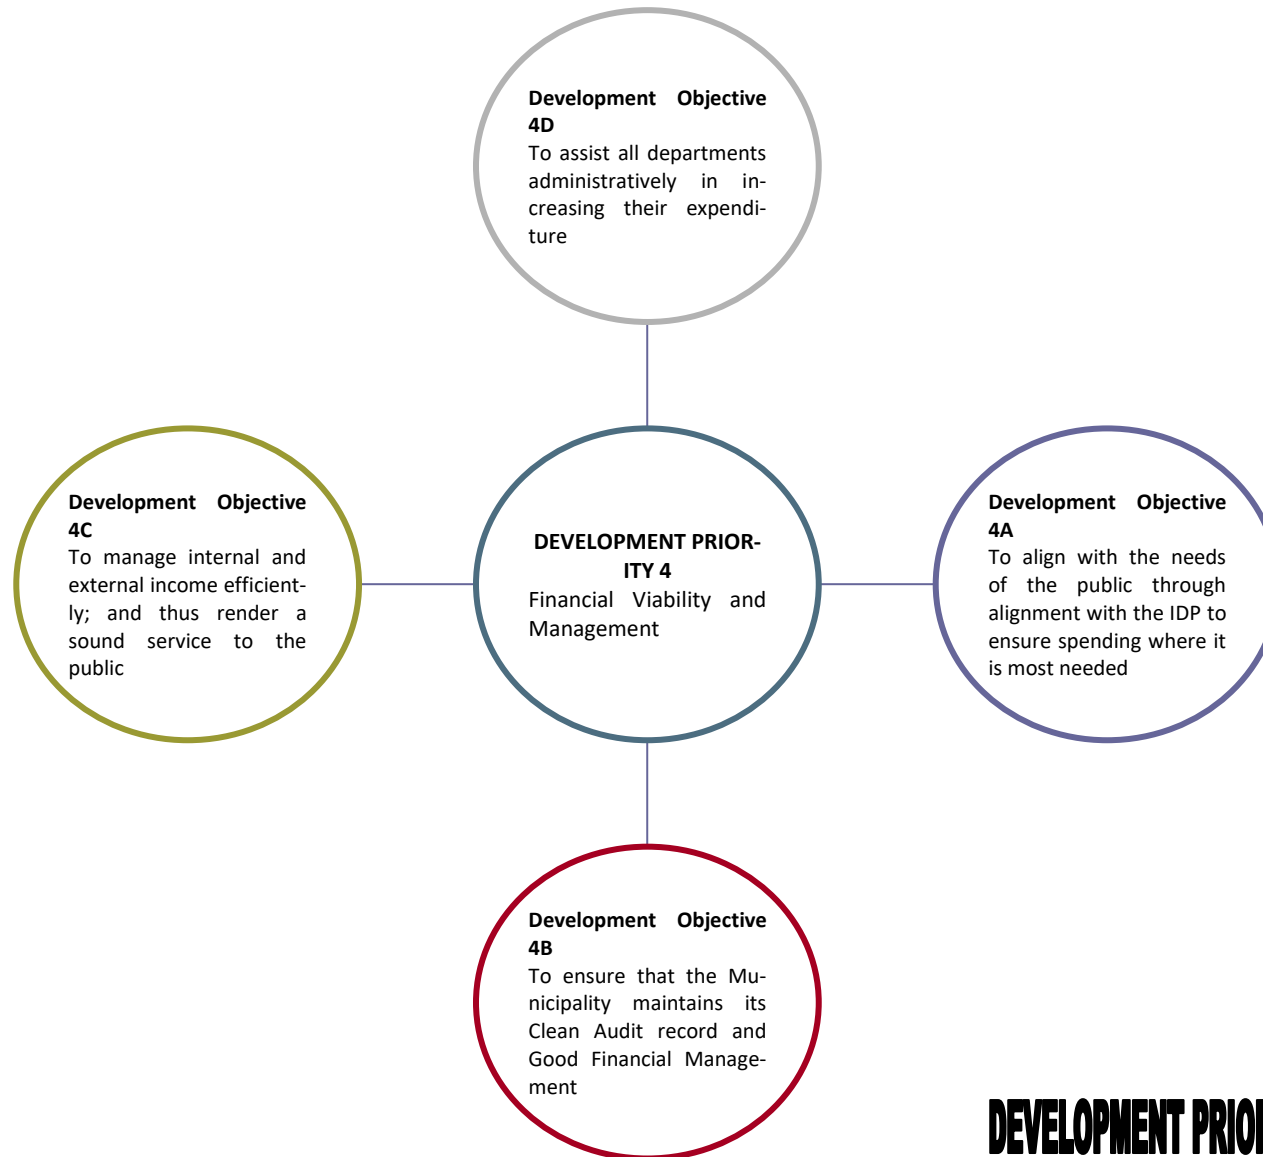 Development Objective
4D
To assist all departments
administratively in in-
creasing their expendi-
ture
Development Objective
4C
To manage internal and
external income efficient-
ly; and thus render a
sound service to the
public
DEVELOPMENT PRIOR-
ITY 4
Financial Viability and
Management
Development Objective
4A
To align with the needs
of the public through
alignment with the IDP to
ensure spending where it
is most needed
Development Objective
4B
To ensure that the Mu-
nicipality maintains its
Clean Audit record and
Good Financial Manage-
ment
DEVELOPMENT